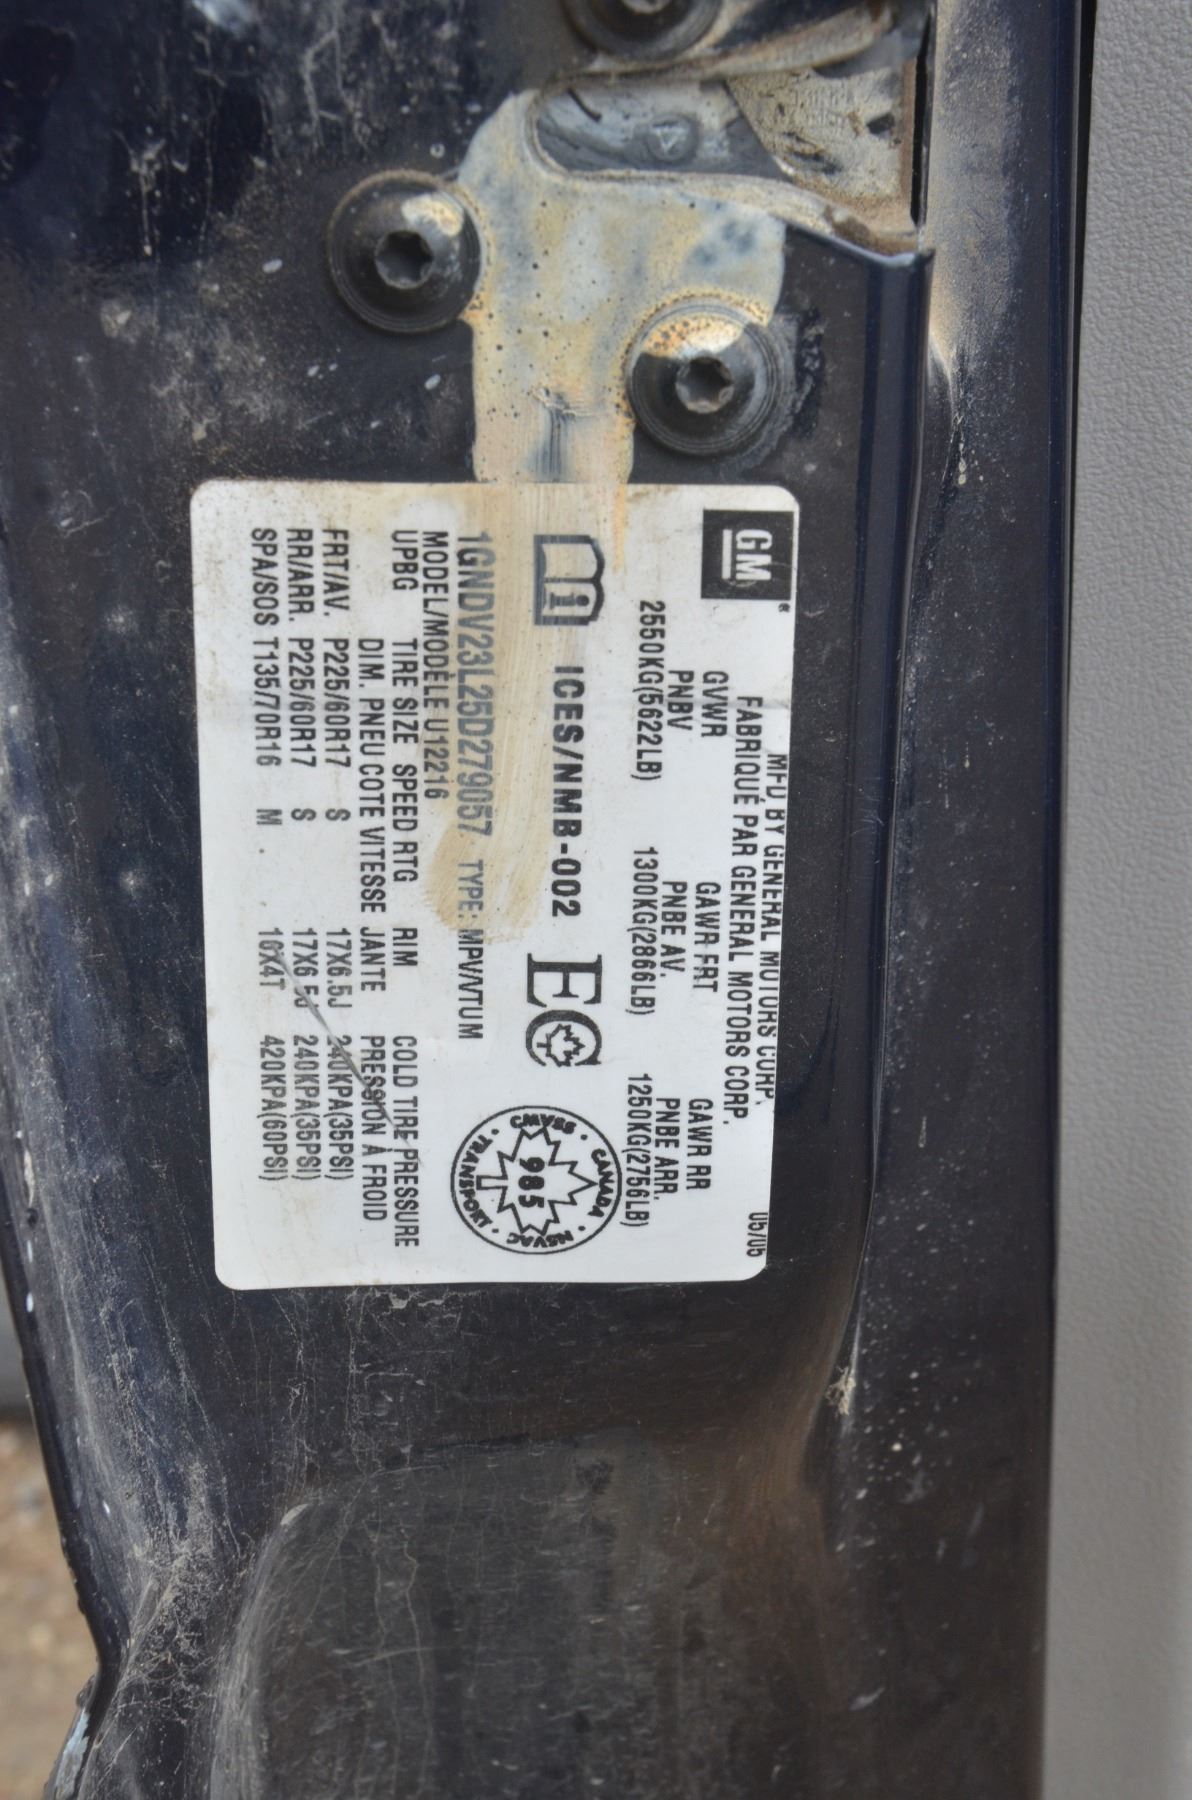 GM
MFD BY GENERAL MOTORS CORP. 05/05
FABRIQUÉ PAR GENERAL MOTORS CORP.
GVWR GAWR FRT GAWR RR
PNBV PNBE AV. PNBE ARR.
2550KG(5622LB) 1300KG(2866LB) 1250KG(2756LB)
i ICES/NMB-002 EC
CANADA · NSVAC · TRANSPORT · CMVSS
985
1GNDV23L25D279057 TYPE: MPV/VTUM
MODEL/MODÈLE U12216
UPBG TIRE SIZE SPEED RTG RIM COLD TIRE PRESSURE
DIM. PNEU COTE VITESSE JANTE PRESSION À FROID
FRT/AV. P225/60R17 S 17X6.5J 240KPA(35PSI)
RR/ARR. P225/60R17 S 17X6.5J 240KPA(35PSI)
SPA/SOS T135/70R16 M 16X4T 420KPA(60PSI)